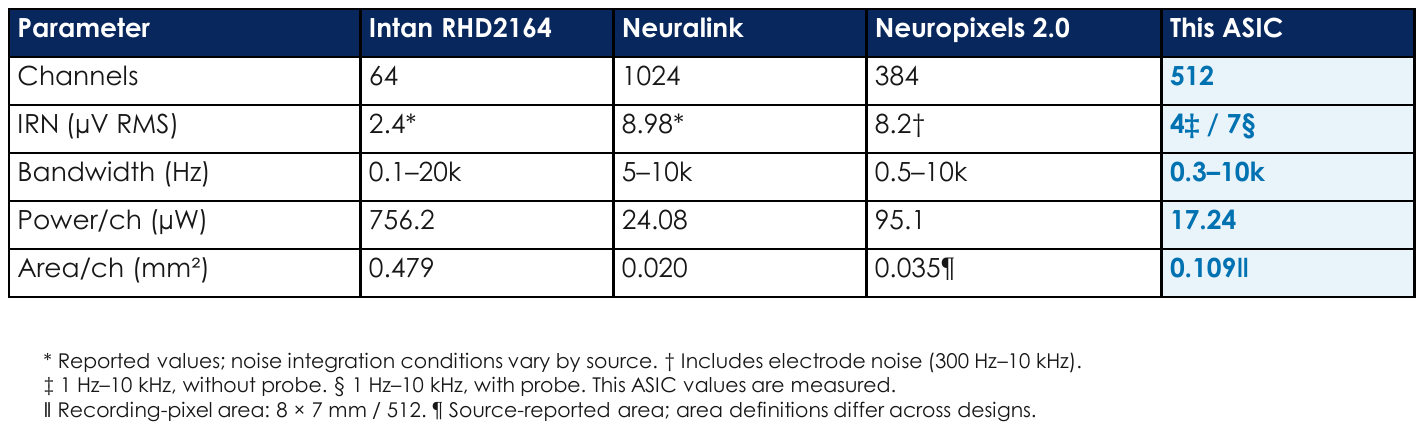 Parameter Intan RHD2164 Neuralink Neuropixels 2.0 This ASIC
Channels 64 1024 384 512
IRN (µV RMS) 2.4* 8.98* 8.2† 4‡ / 7§
Bandwidth (Hz) 0.1–20k 5–10k 0.5–10k 0.3–10k
Power/ch (µW) 756.2 24.08 95.1 17.24
Area/ch (mm²) 0.479 0.020 0.035¶ 0.109‖
* Reported values; noise integration conditions vary by source. † Includes electrode noise (300 Hz–10 kHz).
‡ 1 Hz–10 kHz, without probe. § 1 Hz–10 kHz, with probe. This ASIC values are measured.
‖ Recording-pixel area: 8 × 7 mm / 512. ¶ Source-reported area; area definitions differ across designs.